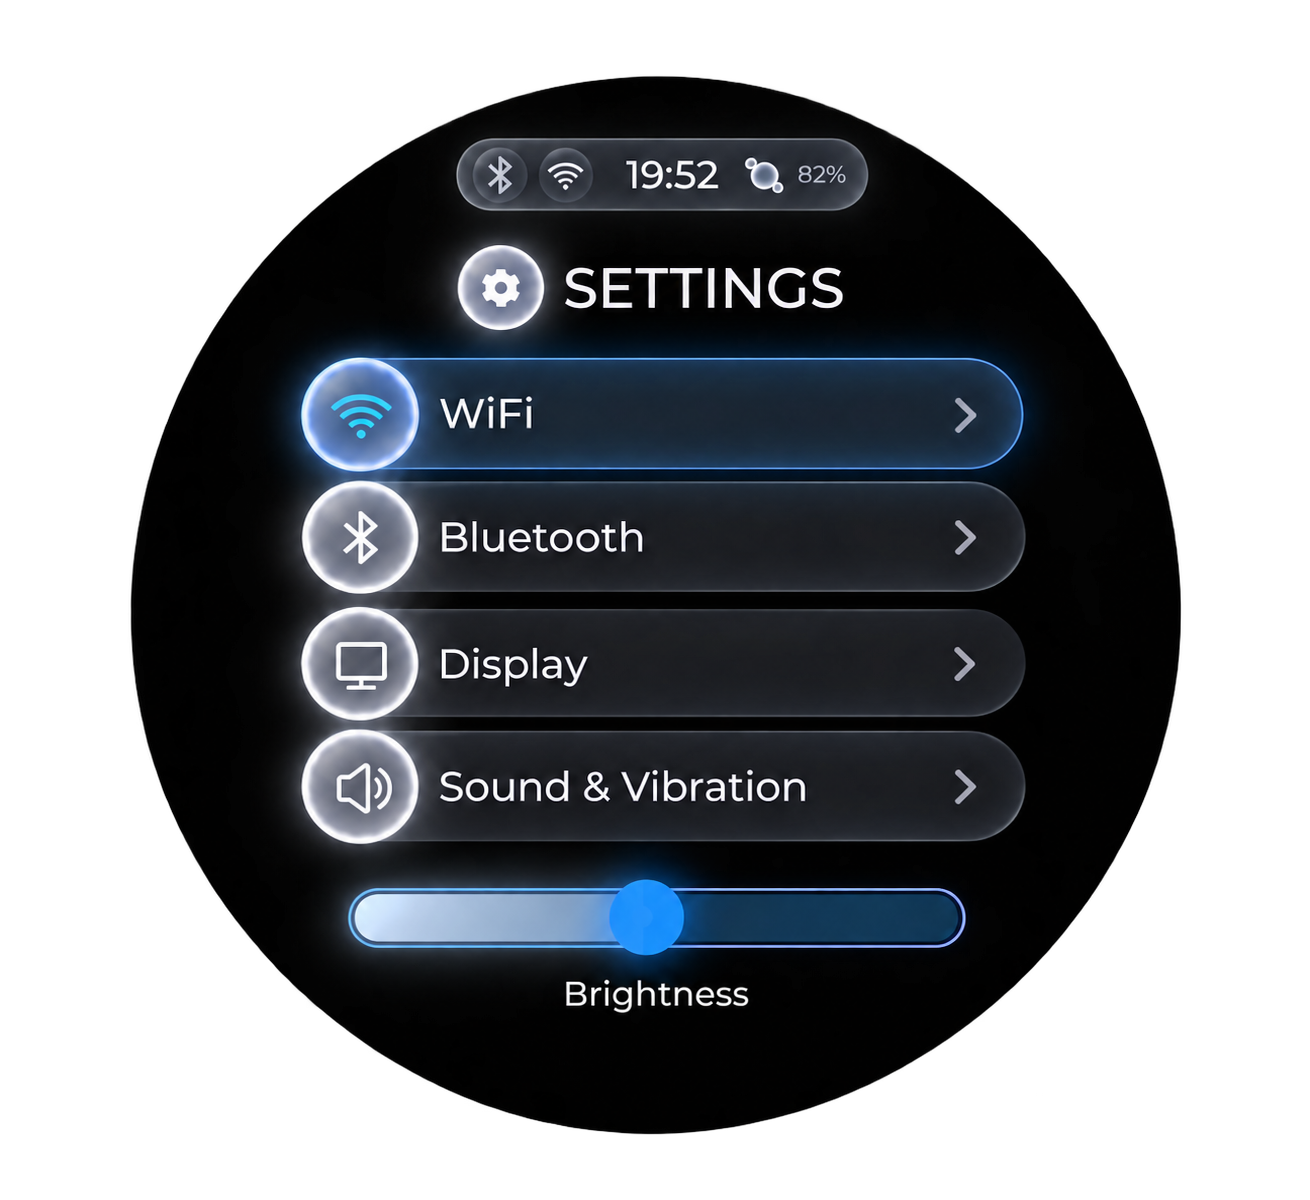 19:52 82%
SETTINGS
WiFi
Bluetooth
Display
Sound & Vibration
Brightness